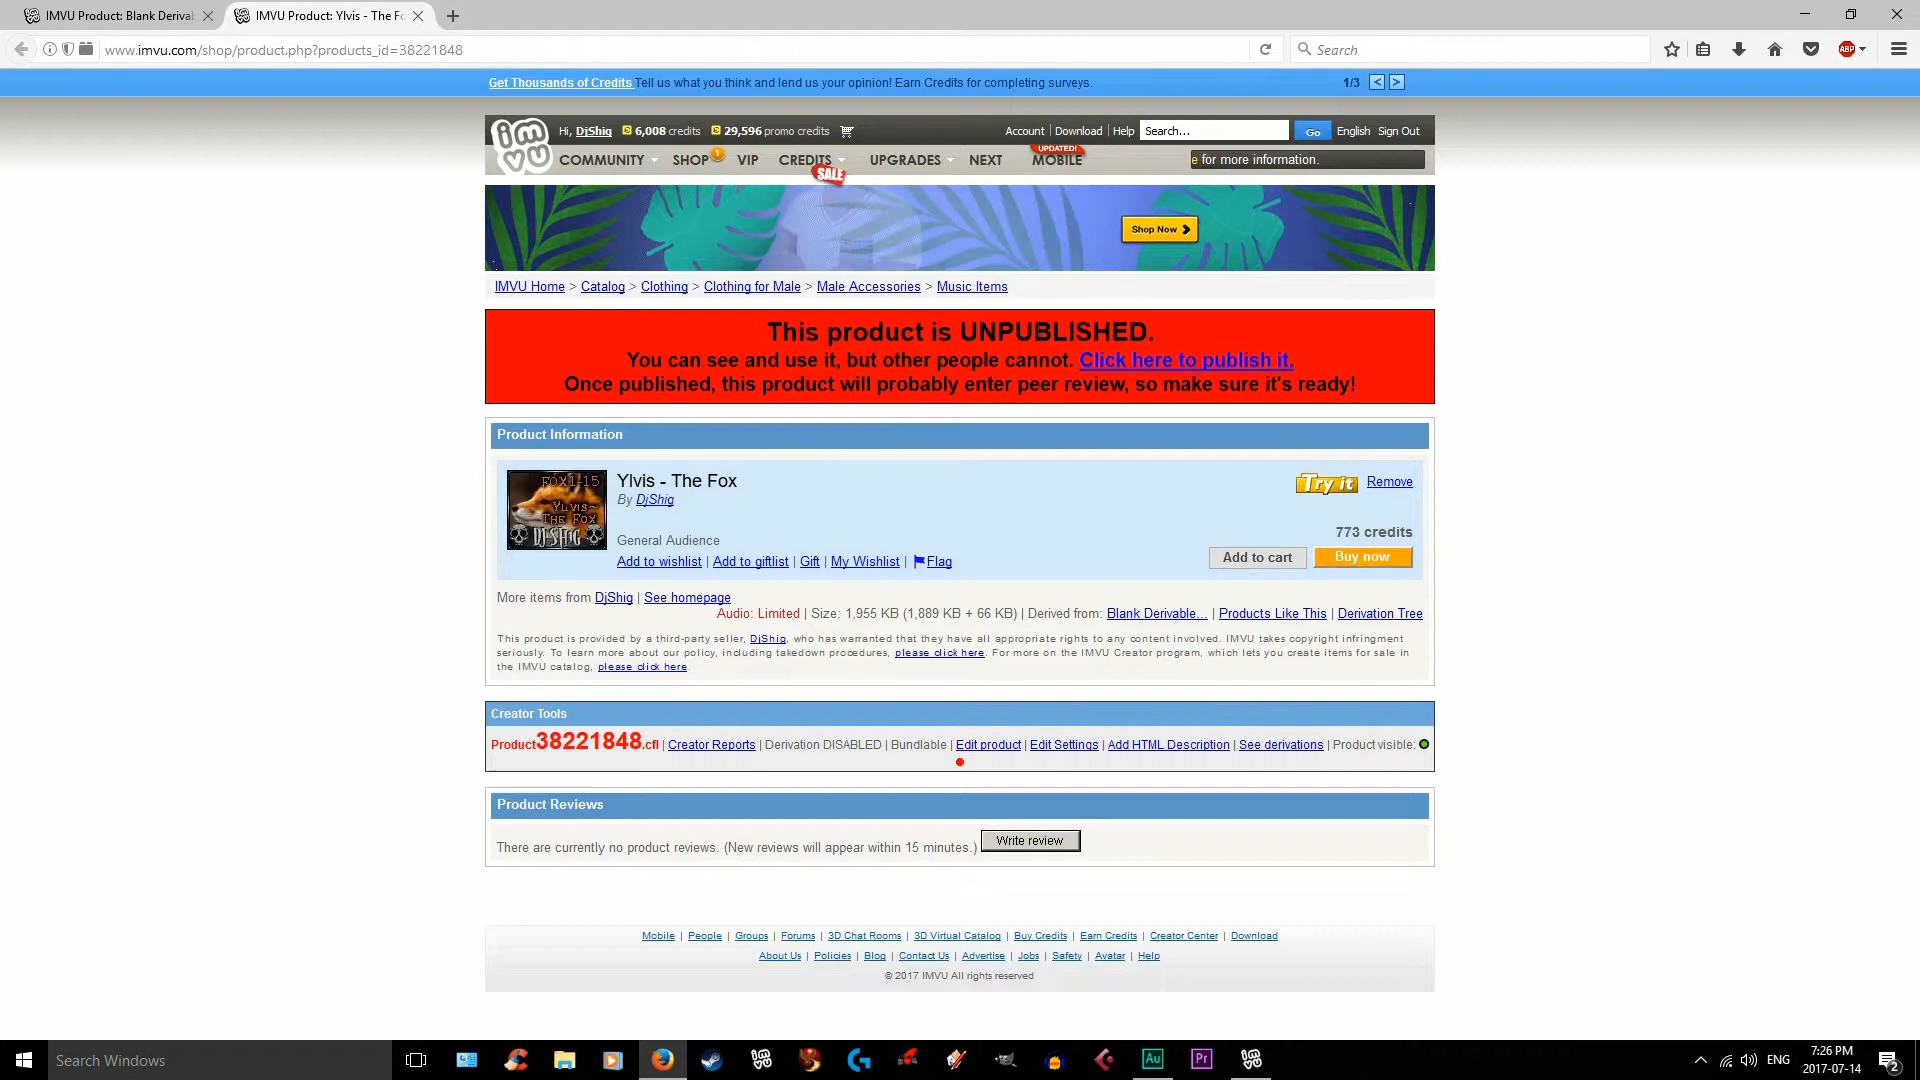 IMVU Product: Blank Deriva
IMVU Product: Ylvis - The Fo
www.imvu.com/shop/product.php?products_id=38221848
Search
ABP
Get Thousands of Credits Tell us what you think and lend us your opinion! Earn Credits for completing surveys.
1/3 < >
imvu
Hi, DjShig 6,008 credits 29,596 promo credits
Account | Download | Help Search... Go English Sign Out
COMMUNITY SHOP 1 VIP CREDITS SALE UPGRADES NEXT UPDATED! MOBILE
e for more information.
Shop Now
IMVU Home > Catalog > Clothing > Clothing for Male > Male Accessories > Music Items
This product is UNPUBLISHED.
You can see and use it, but other people cannot. Click here to publish it.
Once published, this product will probably enter peer review, so make sure it's ready!
Product Information
FOX1-15
Ylvis~
The Fox
DJSHIG
Ylvis - The Fox
By DjShig
Try it Remove
773 credits
General Audience
Add to wishlist | Add to giftlist | Gift | My Wishlist | Flag
Add to cart Buy now
More items from DjShig | See homepage
Audio: Limited | Size: 1,955 KB (1,889 KB + 66 KB) | Derived from: Blank Derivable... | Products Like This | Derivation Tree
This product is provided by a third-party seller, DjShig, who has warranted that they have all appropriate rights to any content involved. IMVU takes copyright infringment
seriously. To learn more about our policy, including takedown procedures, please click here. For more on the IMVU Creator program, which lets you create items for sale in
the IMVU catalog, please click here.
Creator Tools
Product38221848.cfl | Creator Reports | Derivation DISABLED | Bundlable | Edit product | Edit Settings | Add HTML Description | See derivations | Product visible:
Product Reviews
There are currently no product reviews. (New reviews will appear within 15 minutes.) Write review
Mobile | People | Groups | Forums | 3D Chat Rooms | 3D Virtual Catalog | Buy Credits | Earn Credits | Creator Center | Download
About Us | Policies | Blog | Contact Us | Advertise | Jobs | Safety | Avatar | Help
© 2017 IMVU All rights reserved
Search Windows
imvu
Au
Pr
imvu
ENG
7:26 PM
2017-07-14
2